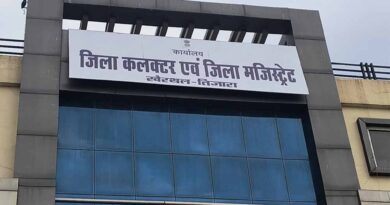 कार्यालय
जिला कलक्टर एवं जिला मजिस्ट्रेट
खैरथल-तिजारा